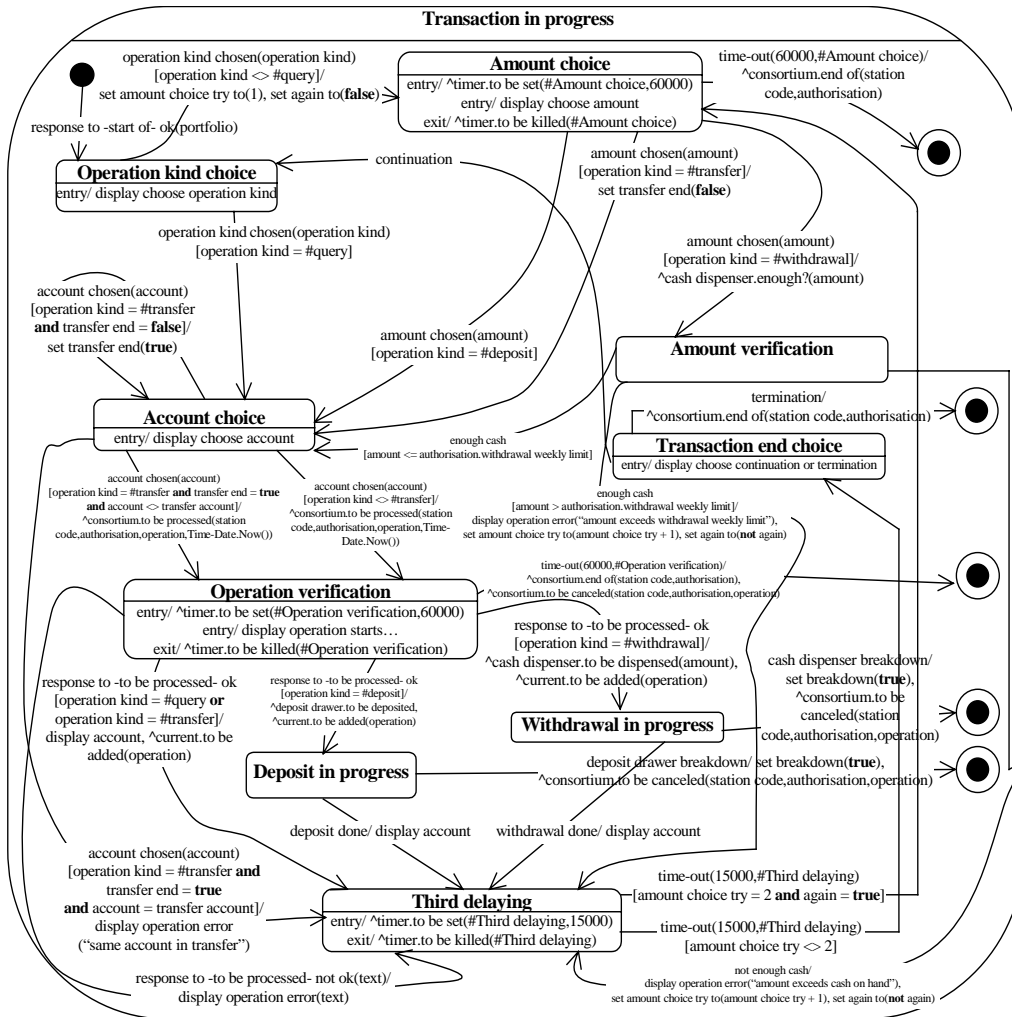 Transaction in progress
operation kind chosen(operation kind)
[operation kind <> #query]/
set amount choice try to(1), set again to(false)
response to -start of- ok(portfolio)
Amount choice
entry/ ^timer.to be set(#Amount choice,60000)
entry/ display choose amount
exit/ ^timer.to be killed(#Amount choice)
time-out(60000,#Amount choice)/
^consortium.end of(station
code,authorisation)
Operation kind choice
entry/ display choose operation kind
continuation
amount chosen(amount)
[operation kind = #transfer]/
set transfer end(false)
operation kind chosen(operation kind)
[operation kind = #query]
amount chosen(amount)
[operation kind = #withdrawal]/
^cash dispenser.enough?(amount)
account chosen(account)
[operation kind = #transfer
and transfer end = false]/
set transfer end(true)
amount chosen(amount)
[operation kind = #deposit]
Amount verification
termination/
^consortium.end of(station code,authorisation)
Account choice
entry/ display choose account
enough cash
[amount <= authorisation.withdrawal weekly limit]
Transaction end choice
entry/ display choose continuation or termination
account chosen(account)
[operation kind = #transfer and transfer end = true
and account <> transfer account]/
^consortium.to be processed(station
code,authorisation,operation,Time-Date.Now())
account chosen(account)
[operation kind <> #transfer]/
^consortium.to be processed(station
code,authorisation,operation,Time-
Date.Now())
enough cash
[amount > authorisation.withdrawal weekly limit]/
display operation error(“amount exceeds withdrawal weekly limit”),
set amount choice try to(amount choice try + 1), set again to(not again)
time-out(60000,#Operation verification)/
^consortium.end of(station code,authorisation),
^consortium.to be canceled(station code,authorisation,operation)
Operation verification
entry/ ^timer.to be set(#Operation verification,60000)
entry/ display operation starts…
exit/ ^timer.to be killed(#Operation verification)
response to -to be processed- ok
[operation kind = #withdrawal]/
^cash dispenser.to be dispensed(amount),
^current.to be added(operation)
response to -to be processed- ok
[operation kind = #query or
operation kind = #transfer]/
display account, ^current.to be
added(operation)
response to -to be processed- ok
[operation kind = #deposit]/
^deposit drawer.to be deposited,
^current.to be added(operation)
cash dispenser breakdown/
set breakdown(true),
^consortium.to be
canceled(station
code,authorisation,operation)
Withdrawal in progress
Deposit in progress
deposit drawer breakdown/ set breakdown(true),
^consortium.to be canceled(station code,authorisation,operation)
deposit done/ display account
withdrawal done/ display account
account chosen(account)
[operation kind = #transfer and
transfer end = true
and account = transfer account]/
display operation error
(“same account in transfer”)
Third delaying
entry/ ^timer.to be set(#Third delaying,15000)
exit/ ^timer.to be killed(#Third delaying)
time-out(15000,#Third delaying)
[amount choice try = 2 and again = true]
time-out(15000,#Third delaying)
[amount choice try <> 2]
response to -to be processed- not ok(text)/
display operation error(text)
not enough cash/
display operation error(“amount exceeds cash on hand”),
set amount choice try to(amount choice try + 1), set again to(not again)